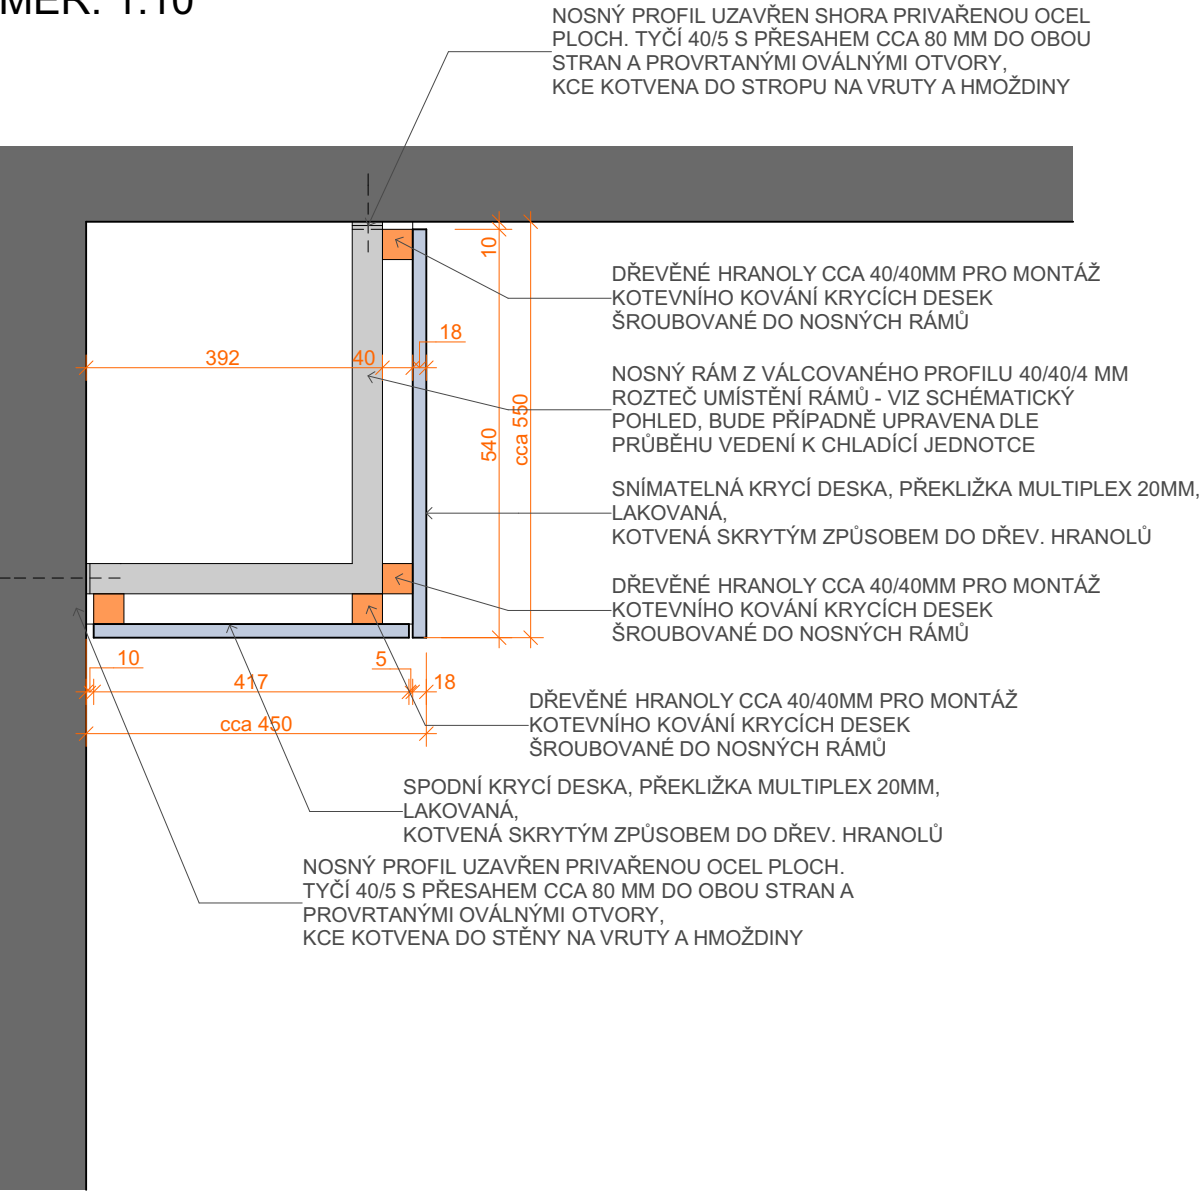 MĚR: 1:10
NOSNÝ PROFIL UZAVŘEN SHORA PRIVAŘENOU OCEL
PLOCH. TYČÍ 40/5 S PŘESAHEM CCA 80 MM DO OBOU
STRAN A PROVRTANÝMI OVÁLNÝMI OTVORY,
KCE KOTVENA DO STROPU NA VRUTY A HMOŽDINY
10
DŘEVĚNÉ HRANOLY CCA 40/40MM PRO MONTÁŽ
KOTEVNÍHO KOVÁNÍ KRYCÍCH DESEK
ŠROUBOVANÉ DO NOSNÝCH RÁMŮ
18
392
40
NOSNÝ RÁM Z VÁLCOVANÉHO PROFILU 40/40/4 MM
ROZTEČ UMÍSTĚNÍ RÁMŮ - VIZ SCHÉMATICKÝ
POHLED, BUDE PŘÍPADNĚ UPRAVENA DLE
PRŮBĚHU VEDENÍ K CHLADÍCÍ JEDNOTCE
540
cca 550
SNÍMATELNÁ KRYCÍ DESKA, PŘEKLIŽKA MULTIPLEX 20MM,
LAKOVANÁ,
KOTVENÁ SKRYTÝM ZPŮSOBEM DO DŘEV. HRANOLŮ
DŘEVĚNÉ HRANOLY CCA 40/40MM PRO MONTÁŽ
KOTEVNÍHO KOVÁNÍ KRYCÍCH DESEK
ŠROUBOVANÉ DO NOSNÝCH RÁMŮ
10
5
417
18
cca 450
DŘEVĚNÉ HRANOLY CCA 40/40MM PRO MONTÁŽ
KOTEVNÍHO KOVÁNÍ KRYCÍCH DESEK
ŠROUBOVANÉ DO NOSNÝCH RÁMŮ
SPODNÍ KRYCÍ DESKA, PŘEKLIŽKA MULTIPLEX 20MM,
LAKOVANÁ,
KOTVENÁ SKRYTÝM ZPŮSOBEM DO DŘEV. HRANOLŮ
NOSNÝ PROFIL UZAVŘEN PRIVAŘENOU OCEL PLOCH.
TYČÍ 40/5 S PŘESAHEM CCA 80 MM DO OBOU STRAN A
PROVRTANÝMI OVÁLNÝMI OTVORY,
KCE KOTVENA DO STĚNY NA VRUTY A HMOŽDINY